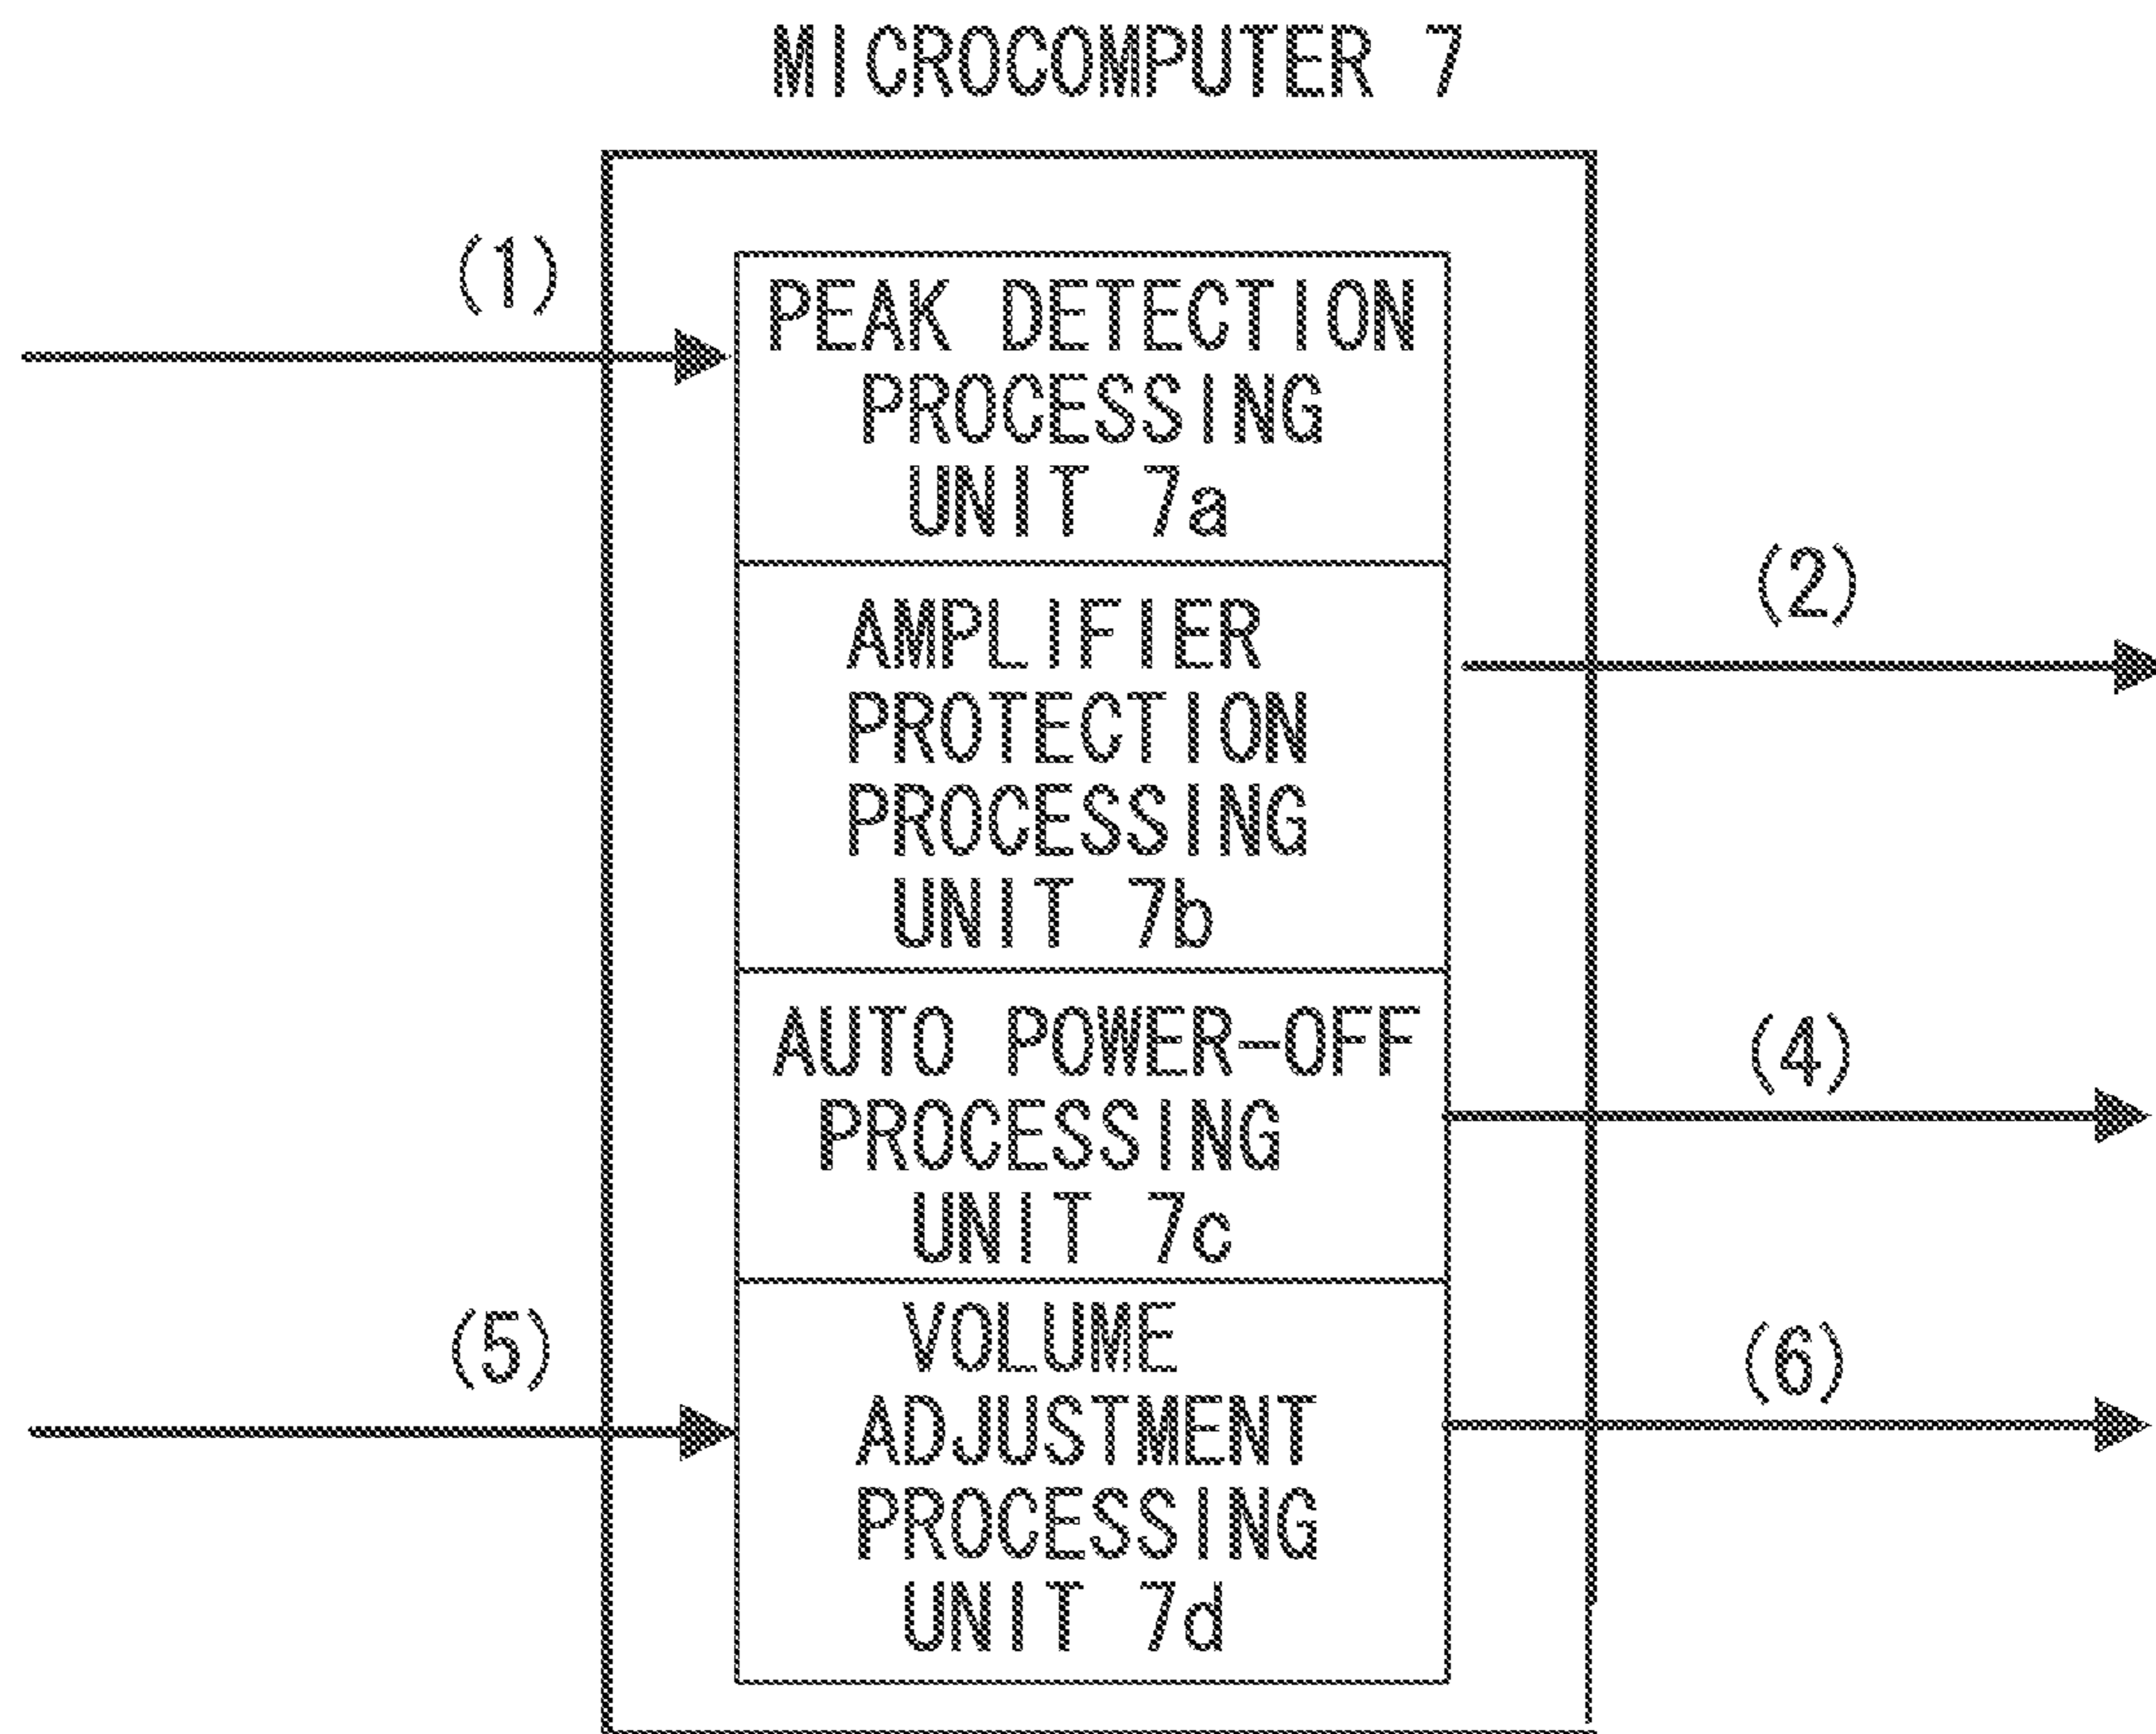 MICROCOMPUTER 7
(1)
PEAK DETECTION
PROCESSING
UNIT 7a
(2)
AMPLIFIER
PROTECTION
PROCESSING
UNIT 7b
AUTO POWER-OFF
PROCESSING
UNIT 7c
(4)
(5)
VOLUME
ADJUSTMENT
PROCESSING
UNIT 7d
(6)